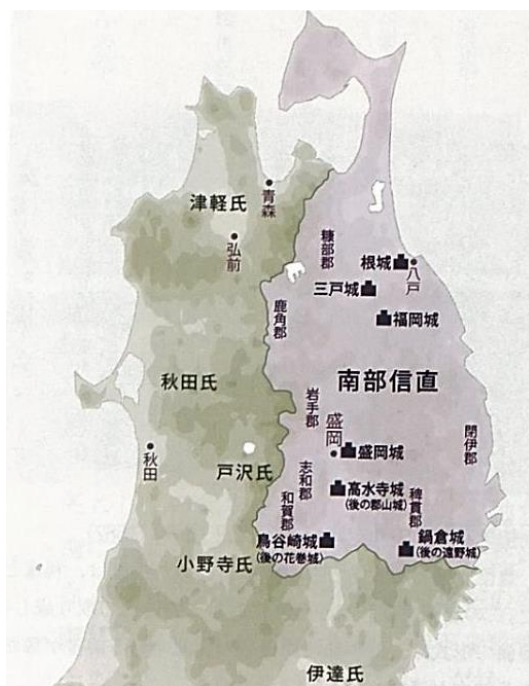 津軽氏
青森
弘前
糠部郡
根城
八戸
三戸城
福岡城
鹿角郡
秋田氏
南部信直
岩手郡
盛岡
盛岡城
閉伊郡
秋田
戸沢氏
志和郡
高水寺城
(後の郡山城)
稗貫郡
和賀郡
鳥谷崎城
(後の花巻城)
鍋倉城
(後の遠野城)
小野寺氏
伊達氏